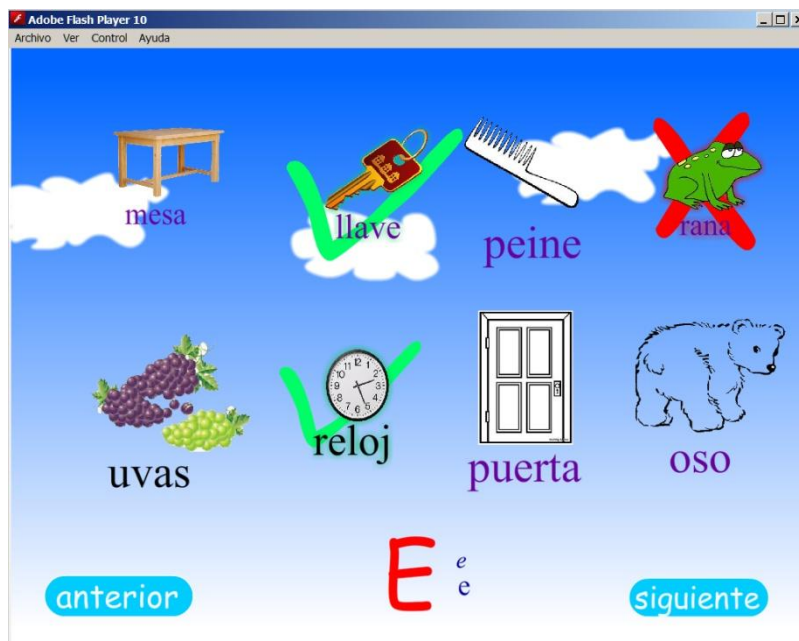 Adobe Flash Player 10
Archivo Ver Control Ayuda
mesa
llave
peine
rana
uvas
reloj
puerta
oso
E
e
e
anterior
siguiente